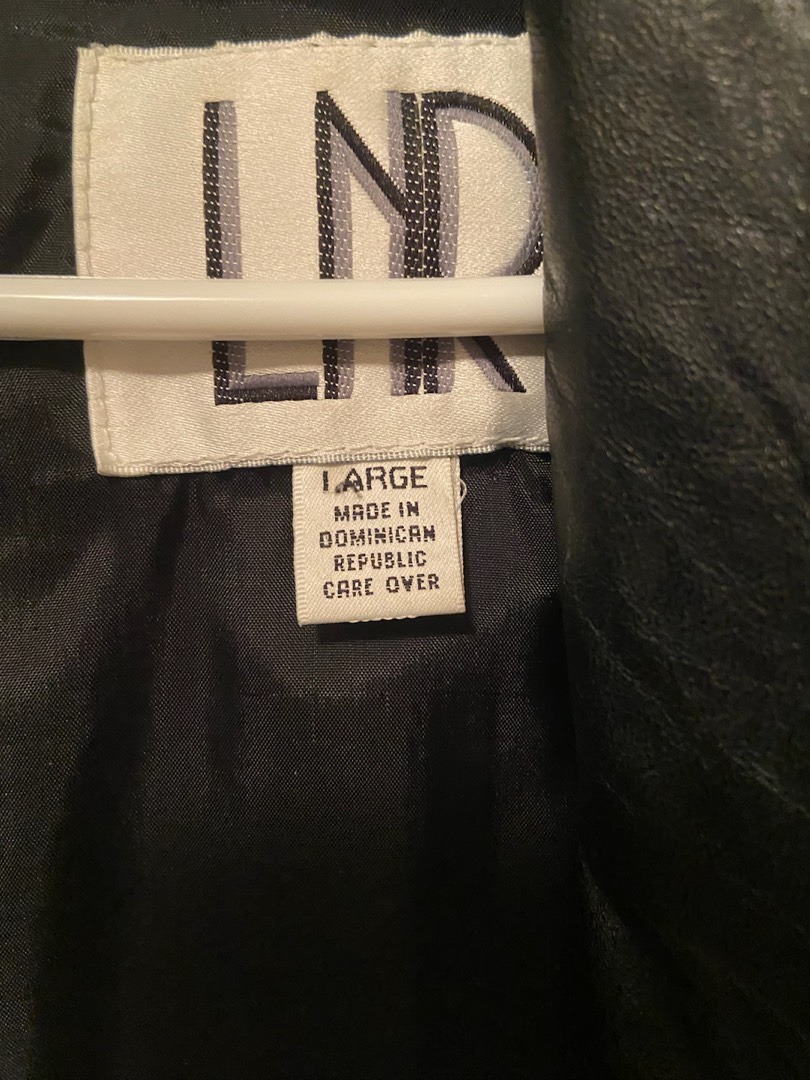 LNR
LARGE
MADE IN
DOMINICAN
REPUBLIC
CARE OVER